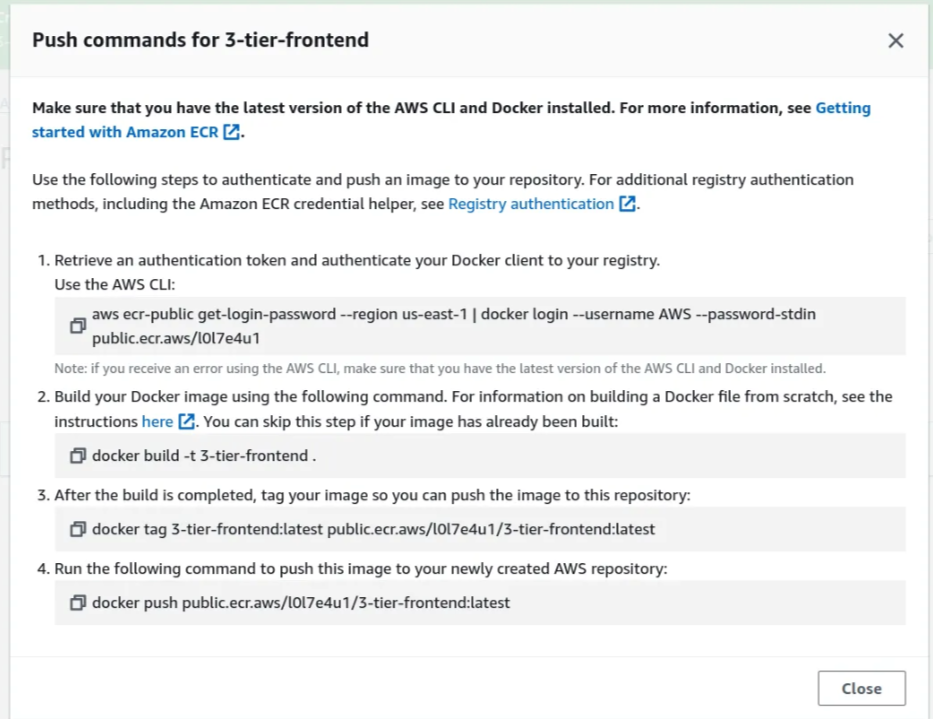 Push commands for 3-tier-frontend
Make sure that you have the latest version of the AWS CLI and Docker installed. For more information, see Getting
started with Amazon ECR.
Use the following steps to authenticate and push an image to your repository. For additional registry authentication
methods, including the Amazon ECR credential helper, see Registry authentication.
1. Retrieve an authentication token and authenticate your Docker client to your registry.
Use the AWS CLI:
aws ecr-public get-login-password --region us-east-1 | docker login --username AWS --password-stdin
public.ecr.aws/l0l7e4u1
Note: if you receive an error using the AWS CLI, make sure that you have the latest version of the AWS CLI and Docker installed.
2. Build your Docker image using the following command. For information on building a Docker file from scratch, see the
instructions here. You can skip this step if your image has already been built:
docker build -t 3-tier-frontend .
3. After the build is completed, tag your image so you can push the image to this repository:
docker tag 3-tier-frontend:latest public.ecr.aws/l0l7e4u1/3-tier-frontend:latest
4. Run the following command to push this image to your newly created AWS repository:
docker push public.ecr.aws/l0l7e4u1/3-tier-frontend:latest
Close